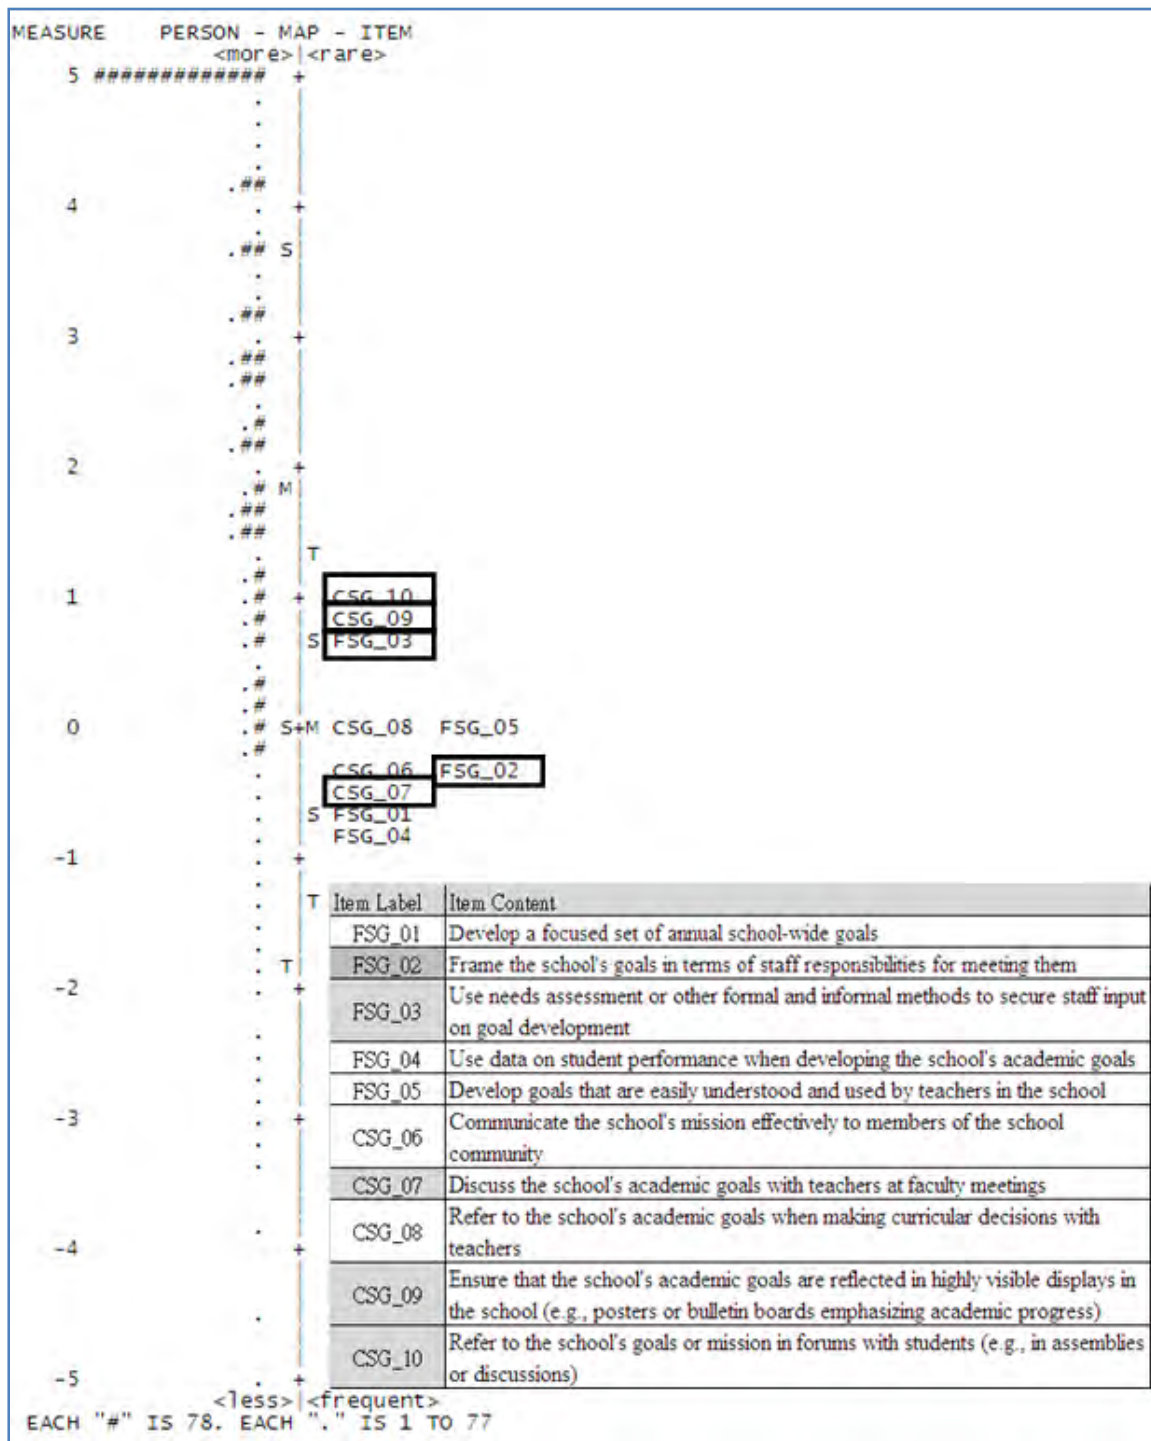 MEASURE PERSON - MAP - ITEM
<more>|<rare>
5 ############# +
. |
. |
. |
. |
.## |
4 . +
. |
.## S|
. |
. |
.## |
3 . +
.## |
.## |
. |
.# |
.## |
2 . +
.# M|
.## |
.## |
. |T
.# |
1 .# + CSG_10
.# | CSG_09
.# |S FSG_03
. |
.# |
.# |
0 .# S+M CSG_08 FSG_05
.# |
. | CSG_06 FSG_02
. | CSG_07
. |S FSG_01
. | FSG_04
-1 . +
. |
. |T
. |
. |
. T|
-2 . +
. |
. |
. |
. |
. |
-3 . +
. |
. |
. |
-4 +
. |
-5 . +
<less>|<frequent>
EACH "#" IS 78. EACH "." IS 1 TO 77
Item Label Item Content
FSG_01 Develop a focused set of annual school-wide goals
FSG_02 Frame the school's goals in terms of staff responsibilities for meeting them
FSG_03 Use needs assessment or other formal and informal methods to secure staff input
on goal development
FSG_04 Use data on student performance when developing the school's academic goals
FSG_05 Develop goals that are easily understood and used by teachers in the school
CSG_06 Communicate the school's mission effectively to members of the school
community
CSG_07 Discuss the school's academic goals with teachers at faculty meetings
CSG_08 Refer to the school's academic goals when making curricular decisions with
teachers
CSG_09 Ensure that the school's academic goals are reflected in highly visible displays in
the school (e.g., posters or bulletin boards emphasizing academic progress)
CSG_10 Refer to the school's goals or mission in forums with students (e.g., in assemblies
or discussions)